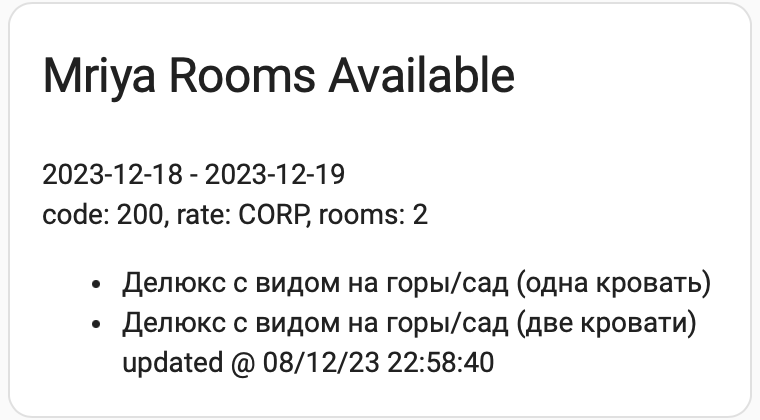 Mriya Rooms Available
2023-12-18 - 2023-12-19
code: 200, rate: CORP, rooms: 2
• Делюкс с видом на горы/сад (одна кровать)
• Делюкс с видом на горы/сад (две кровати)
updated @ 08/12/23 22:58:40